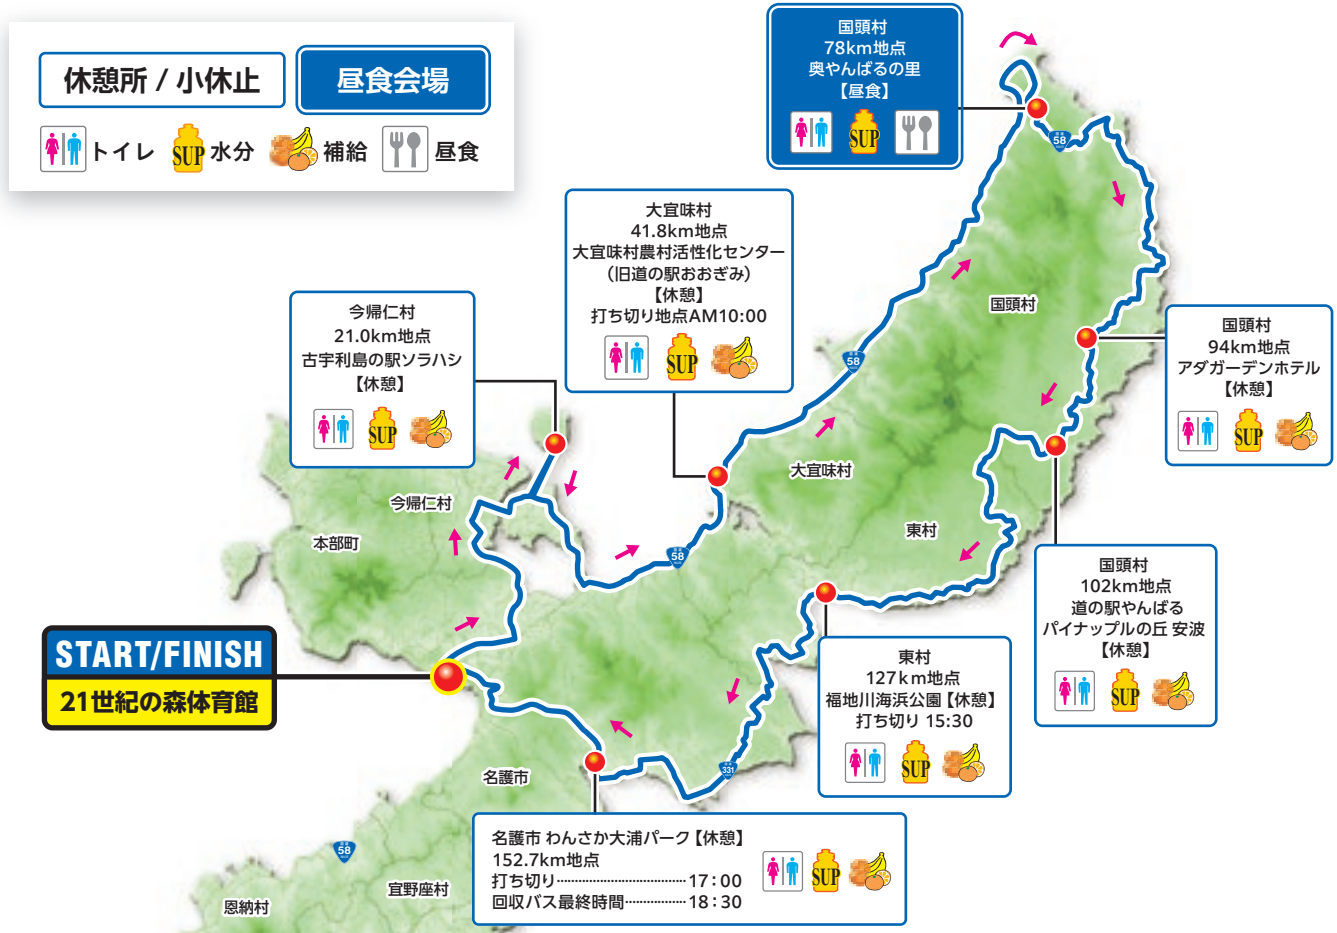 休憩所 / 小休止
昼食会場
トイレ
SUP
水分
補給
昼食
国頭村
78km地点
奥やんばるの里
【昼食】
SUP
58
大宜味村
41.8km地点
大宜味村農村活性化センター
（旧道の駅おおぎみ）
【休憩】
打ち切り地点AM10:00
SUP
今帰仁村
21.0km地点
古宇利島の駅ソラハシ
【休憩】
SUP
国頭村
58
国頭村
94km地点
アダガーデンホテル
【休憩】
SUP
大宜味村
今帰仁村
本部町
東村
58
国頭村
102km地点
道の駅やんばる
パイナップルの丘 安波
【休憩】
SUP
START/FINISH
21世紀の森体育館
東村
127km地点
福地川海浜公園【休憩】
打ち切り 15:30
SUP
331
名護市
名護市 わんさか大浦パーク【休憩】
152.7km地点
打ち切り……………………………17：00
回収バス最終時間………………18：30
SUP
58
宜野座村
恩納村